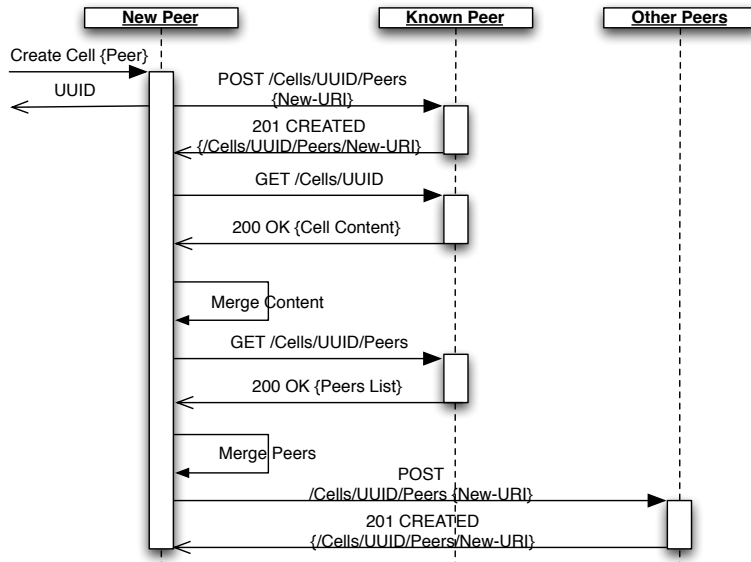 New Peer
Known Peer
Other Peers
Create Cell {Peer}
UUID
POST /Cells/UUID/Peers
{New-URI}
201 CREATED
{/Cells/UUID/Peers/New-URI}
GET /Cells/UUID
200 OK {Cell Content}
Merge Content
GET /Cells/UUID/Peers
200 OK {Peers List}
Merge Peers
POST
/Cells/UUID/Peers {New-URI}
201 CREATED
{/Cells/UUID/Peers/New-URI}